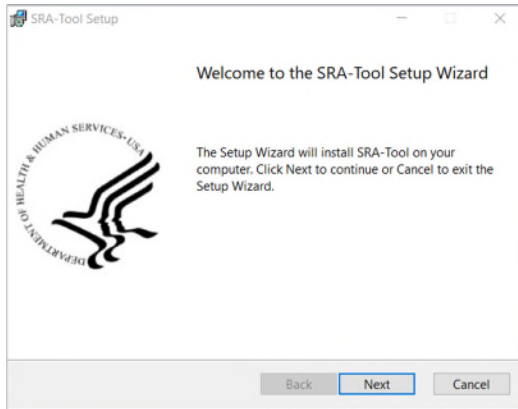 SRA-Tool Setup
Welcome to the SRA-Tool Setup Wizard
DEPARTMENT OF HEALTH & HUMAN SERVICES·USA
The Setup Wizard will install SRA-Tool on your
computer. Click Next to continue or Cancel to exit the
Setup Wizard.
Back
Next
Cancel